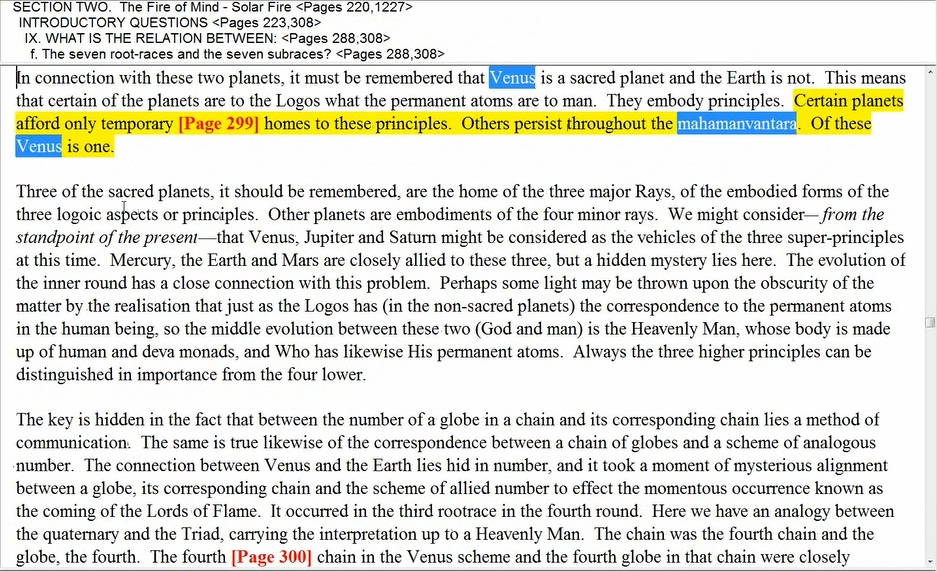 SECTION TWO.  The Fire of Mind - Solar Fire <Pages 220,1227>
INTRODUCTORY QUESTIONS <Pages 223,308>
IX. WHAT IS THE RELATION BETWEEN: <Pages 288,308>
f. The seven root-races and the seven subraces? <Pages 288,308>
In connection with these two planets, it must be remembered that Venus is a sacred planet and the Earth is not.  This means
that certain of the planets are to the Logos what the permanent atoms are to man.  They embody principles.  Certain planets
afford only temporary [Page 299] homes to these principles.  Others persist throughout the mahamanvantara.  Of these
Venus is one.
Three of the sacred planets, it should be remembered, are the home of the three major Rays, of the embodied forms of the
three logoic aspects or principles.  Other planets are embodiments of the four minor rays.  We might consider—from the
standpoint of the present—that Venus, Jupiter and Saturn might be considered as the vehicles of the three super-principles
at this time.  Mercury, the Earth and Mars are closely allied to these three, but a hidden mystery lies here.  The evolution of
the inner round has a close connection with this problem.  Perhaps some light may be thrown upon the obscurity of the
matter by the realisation that just as the Logos has (in the non-sacred planets) the correspondence to the permanent atoms
in the human being, so the middle evolution between these two (God and man) is the Heavenly Man, whose body is made
up of human and deva monads, and Who has likewise His permanent atoms.  Always the three higher principles can be
distinguished in importance from the four lower.
The key is hidden in the fact that between the number of a globe in a chain and its corresponding chain lies a method of
communication.  The same is true likewise of the correspondence between a chain of globes and a scheme of analogous
number.  The connection between Venus and the Earth lies hid in number, and it took a moment of mysterious alignment
between a globe, its corresponding chain and the scheme of allied number to effect the momentous occurrence known as
the coming of the Lords of Flame.  It occurred in the third rootrace in the fourth round.  Here we have an analogy between
the quaternary and the Triad, carrying the interpretation up to a Heavenly Man.  The chain was the fourth chain and the
globe, the fourth.  The fourth [Page 300] chain in the Venus scheme and the fourth globe in that chain were closely